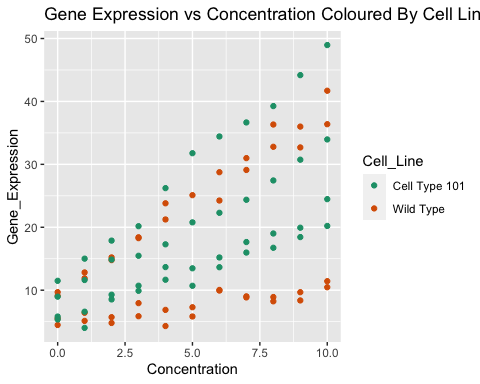 Gene Expression vs Concentration Coloured By Cell Lin
50
40
30
20
10
Gene_Expression
0.0 2.5 5.0 7.5 10.0
Concentration
Cell_Line
Cell Type 101
Wild Type